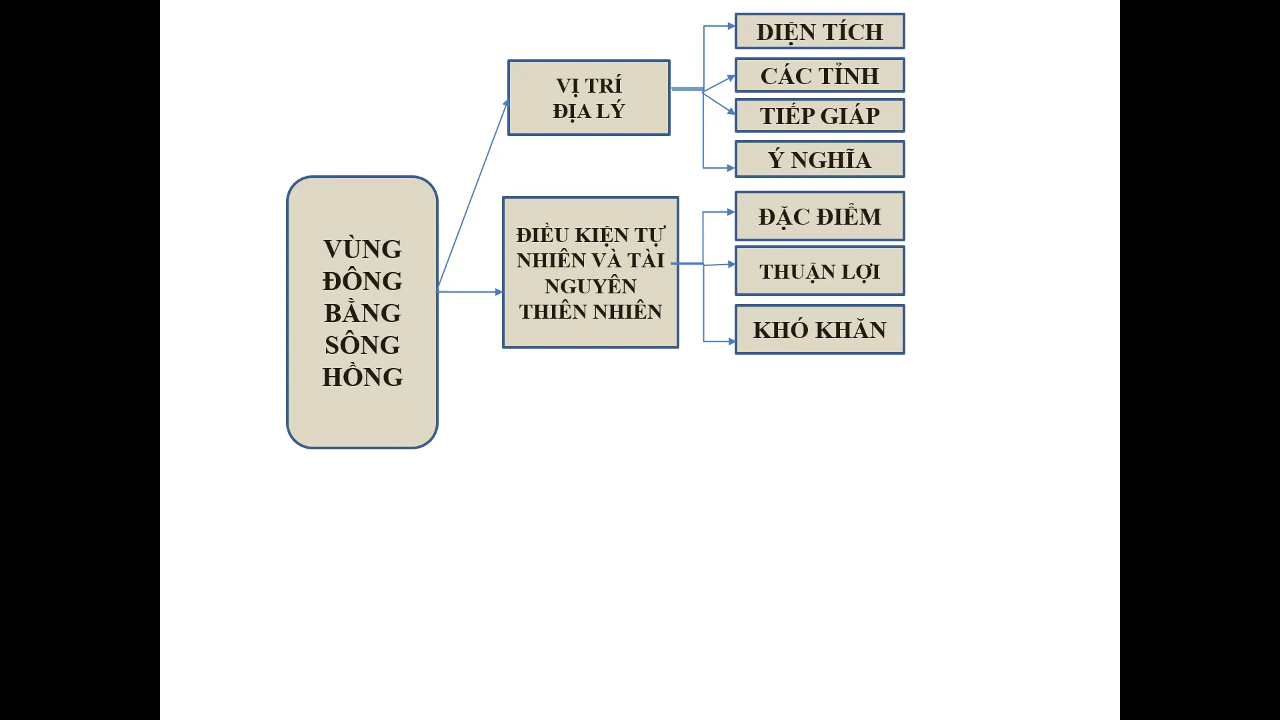 VÙNG
ĐÔNG
BẰNG
SÔNG
HỒNG
VỊ TRÍ
ĐỊA LÝ
DIỆN TÍCH
CÁC TỈNH
TIẾP GIÁP
Ý NGHĨA
ĐIỀU KIỆN TỰ
NHIÊN VÀ TÀI
NGUYÊN
THIÊN NHIÊN
ĐẶC ĐIỂM
THUẬN LỢI
KHÓ KHĂN